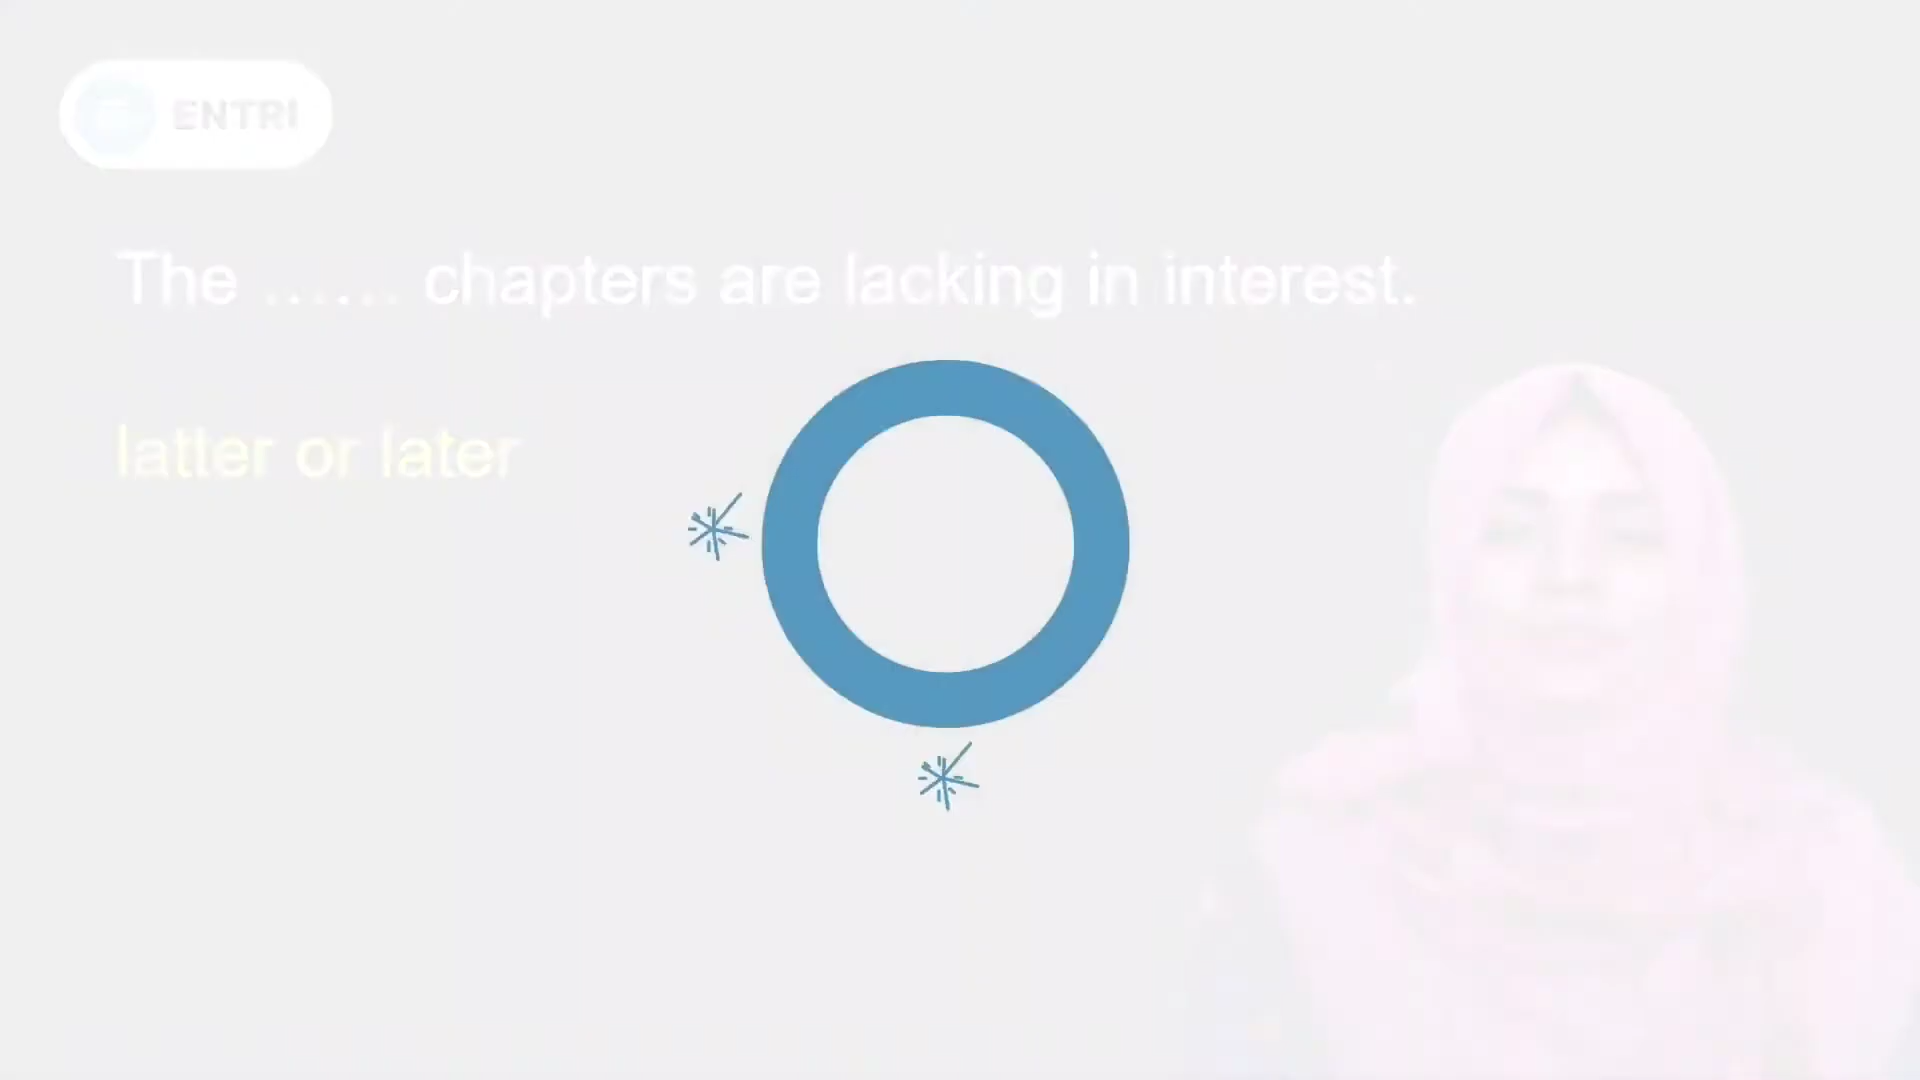 ENTRI
The ...... chapters are lacking in interest.
latter or later